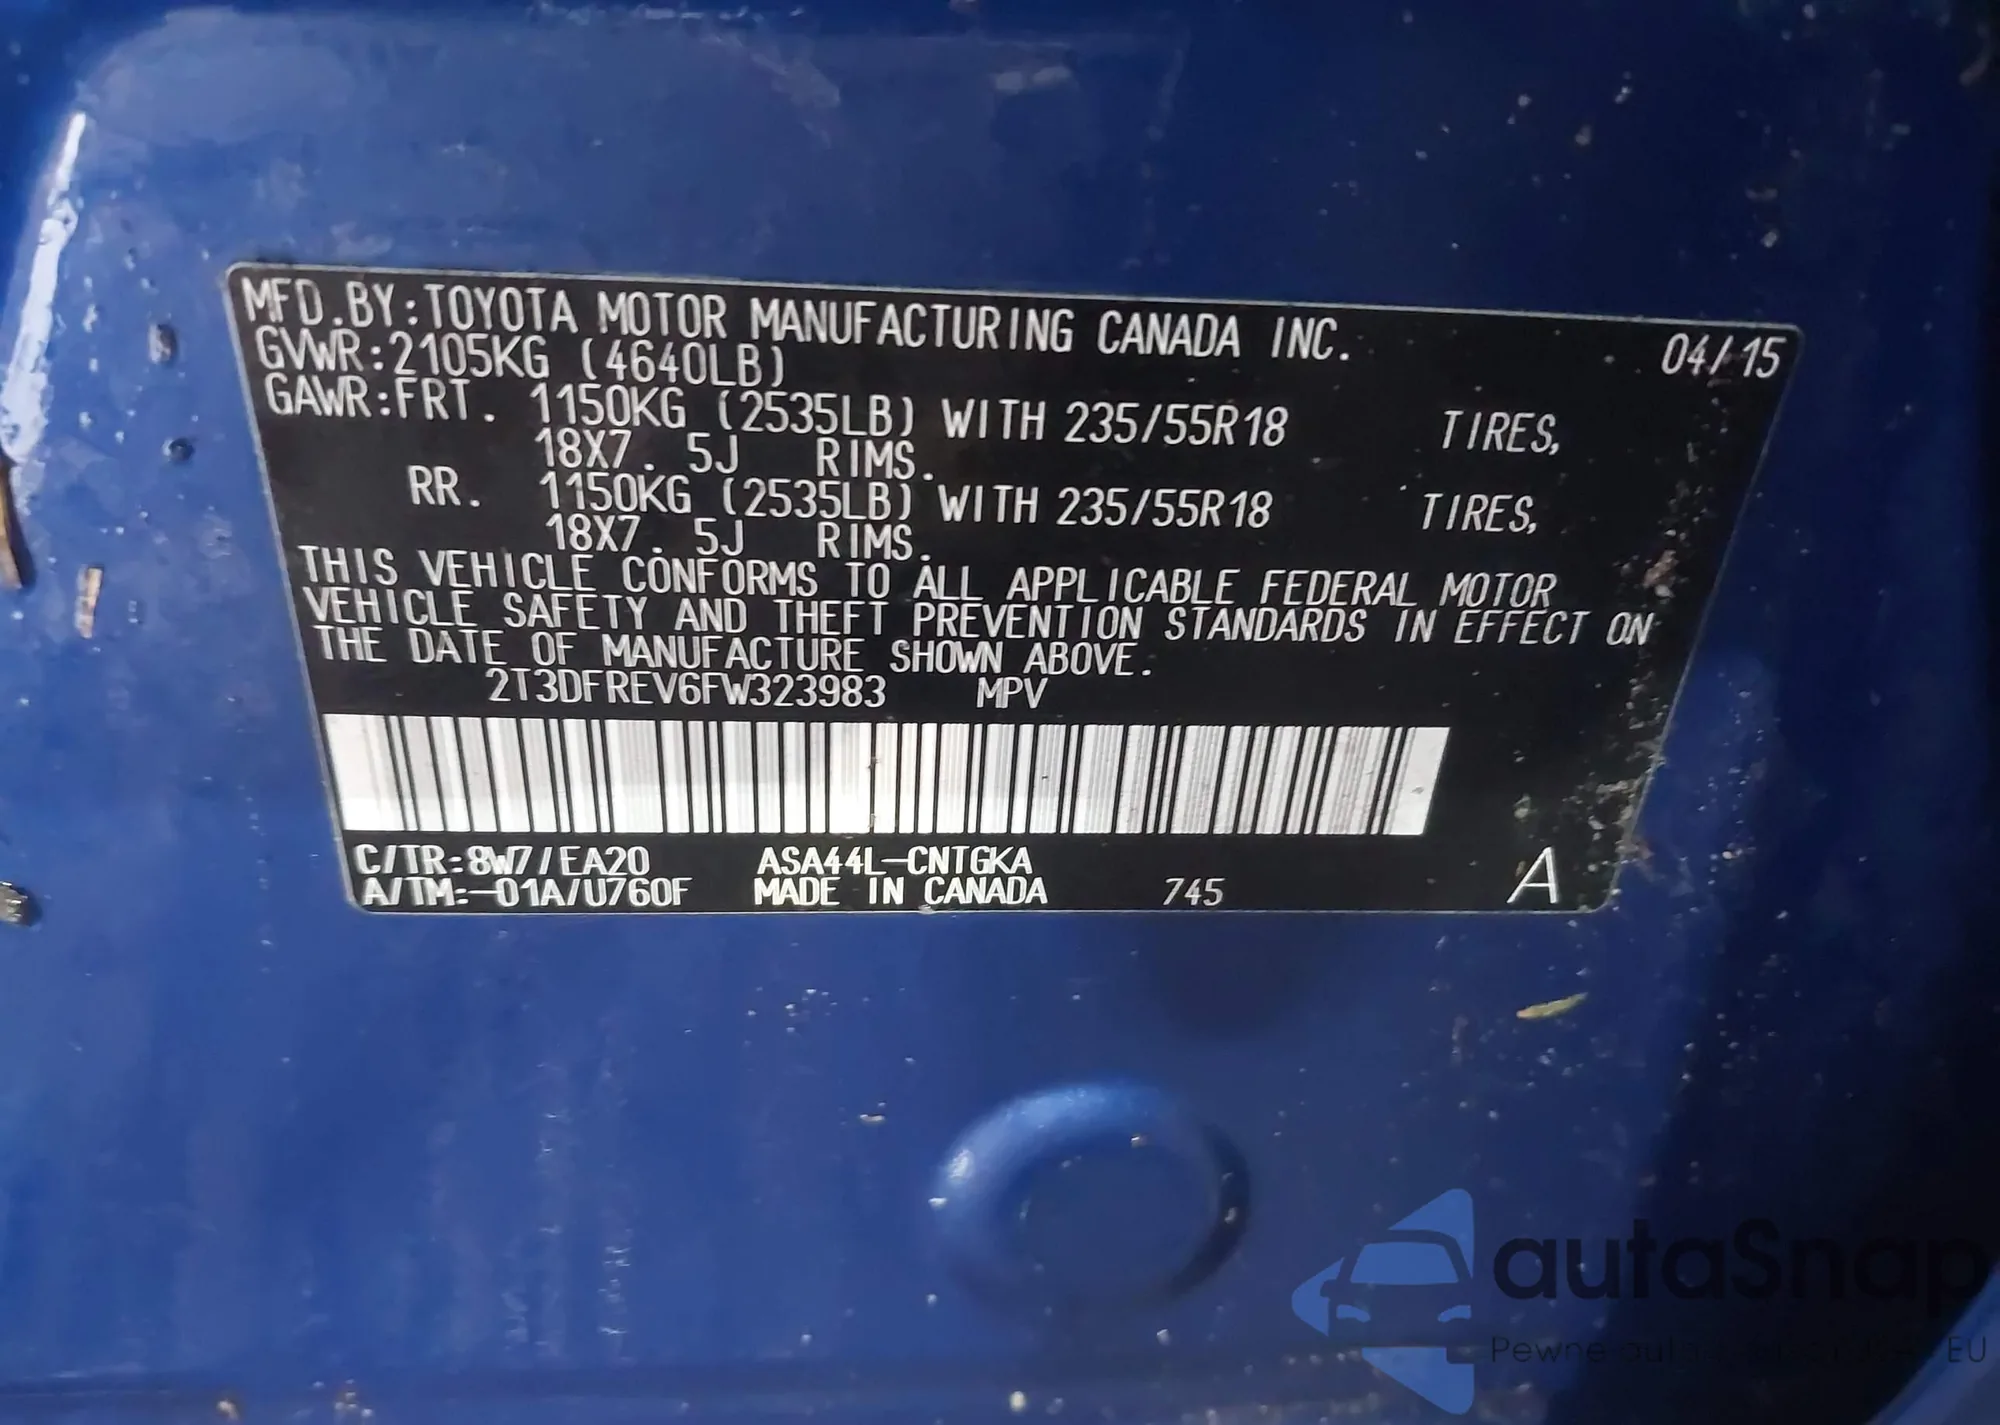 MFD.BY:TOYOTA MOTOR MANUFACTURING CANADA INC. 04/15
GVWR:2105KG (4640LB)
GAWR:FRT. 1150KG (2535LB) WITH 235/55R18 TIRES,
18X7. 5J RIMS.
RR. 1150KG (2535LB) WITH 235/55R18 TIRES,
18X7. 5J RIMS.
THIS VEHICLE CONFORMS TO ALL APPLICABLE FEDERAL MOTOR
VEHICLE SAFETY AND THEFT PREVENTION STANDARDS IN EFFECT ON
THE DATE OF MANUFACTURE SHOWN ABOVE.
2T3DFREV6FW323983 MPV
C/TR:8W7/EA20 ASA44L-CNTGKA
A/TM:-01A/U760F MADE IN CANADA 745 A
autaSnap
Pewne auta EU